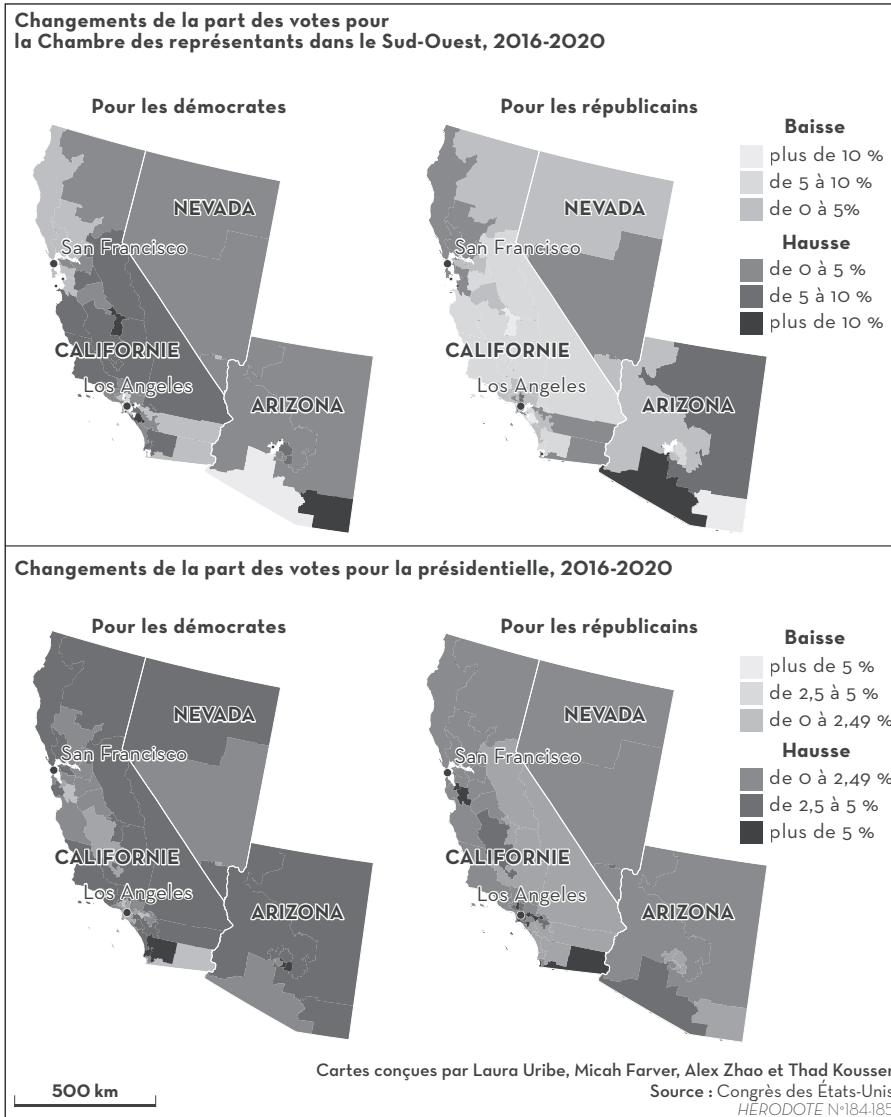 Changements de la part des votes pour
la Chambre des représentants dans le Sud-Ouest, 2016-2020
Pour les démocrates
NEVADA
San Francisco
CALIFORNIE
Los Angeles
ARIZONA
Pour les républicains
NEVADA
San Francisco
CALIFORNIE
Los Angeles
ARIZONA
Baisse
plus de 10 %
de 5 à 10 %
de 0 à 5%
Hausse
de 0 à 5 %
de 5 à 10 %
plus de 10 %
Changements de la part des votes pour la présidentielle, 2016-2020
Pour les démocrates
NEVADA
San Francisco
CALIFORNIE
Los Angeles
ARIZONA
Pour les républicains
NEVADA
San Francisco
CALIFORNIE
Los Angeles
ARIZONA
Baisse
plus de 5 %
de 2,5 à 5 %
de 0 à 2,49 %
Hausse
de 0 à 2,49 %
de 2,5 à 5 %
plus de 5 %
500 km
Cartes conçues par Laura Uribe, Micah Farver, Alex Zhao et Thad Kousser
Source : Congrès des États-Unis
HÉRODOTE N°184-185